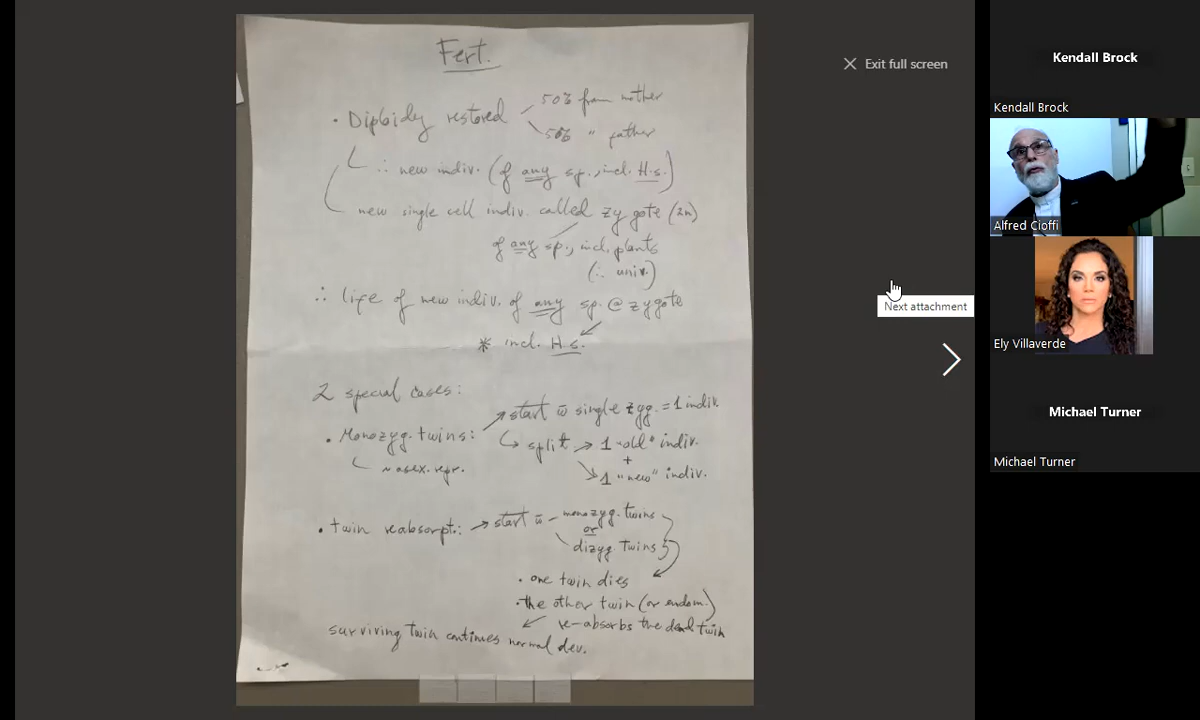 Fert.
• Diploidy restored
50% from mother
50% " father
∴ new indiv. (of any sp., incl. H.s.)
new single cell indiv. called zygote (2n)
of any sp., incl. plants
(∴ univ.)
∴ life of new indiv. of any sp. @ zygote
* incl. H.s.
2 special cases:
• Monozyg. twins:
~ asex. repr.
start w̄ single zyg. = 1 indiv.
split → 1 "old" indiv.
+
1 "new" indiv.
• twin reabsorpt.: → start w̄
monozyg. twins
or
dizyg twins
• one twin dies
• the other twin (or endom.)
re-absorbs the dead twin
surviving twin continues normal dev.
Exit full screen
Next attachment
Kendall Brock
Kendall Brock
Alfred Cioffi
Ely Villaverde
Michael Turner
Michael Turner